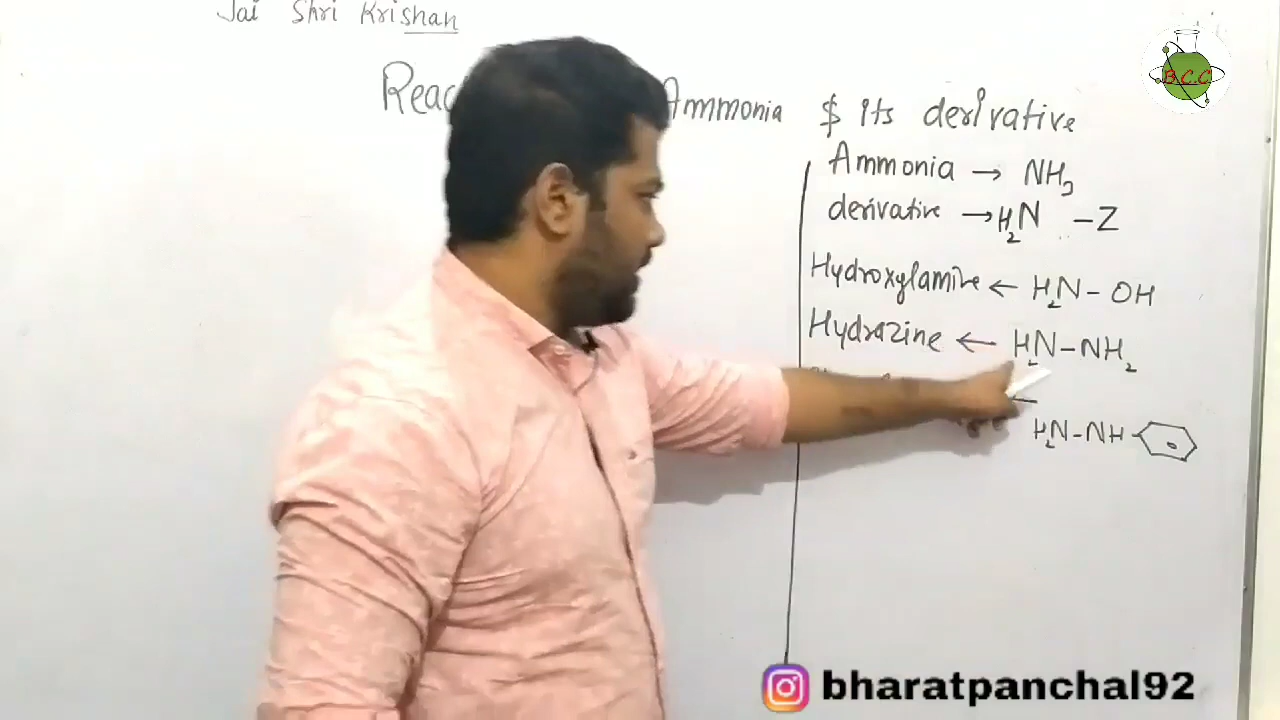 Jai Shri Krishan
B.C.C
Ammonia $ its derivative
Ammonia → NH3
derivative → H2N -Z
Hydroxylamine ← H2N - OH
Hydrazine ← H2N - NH2
H2N - NH -
bharatpanchal92